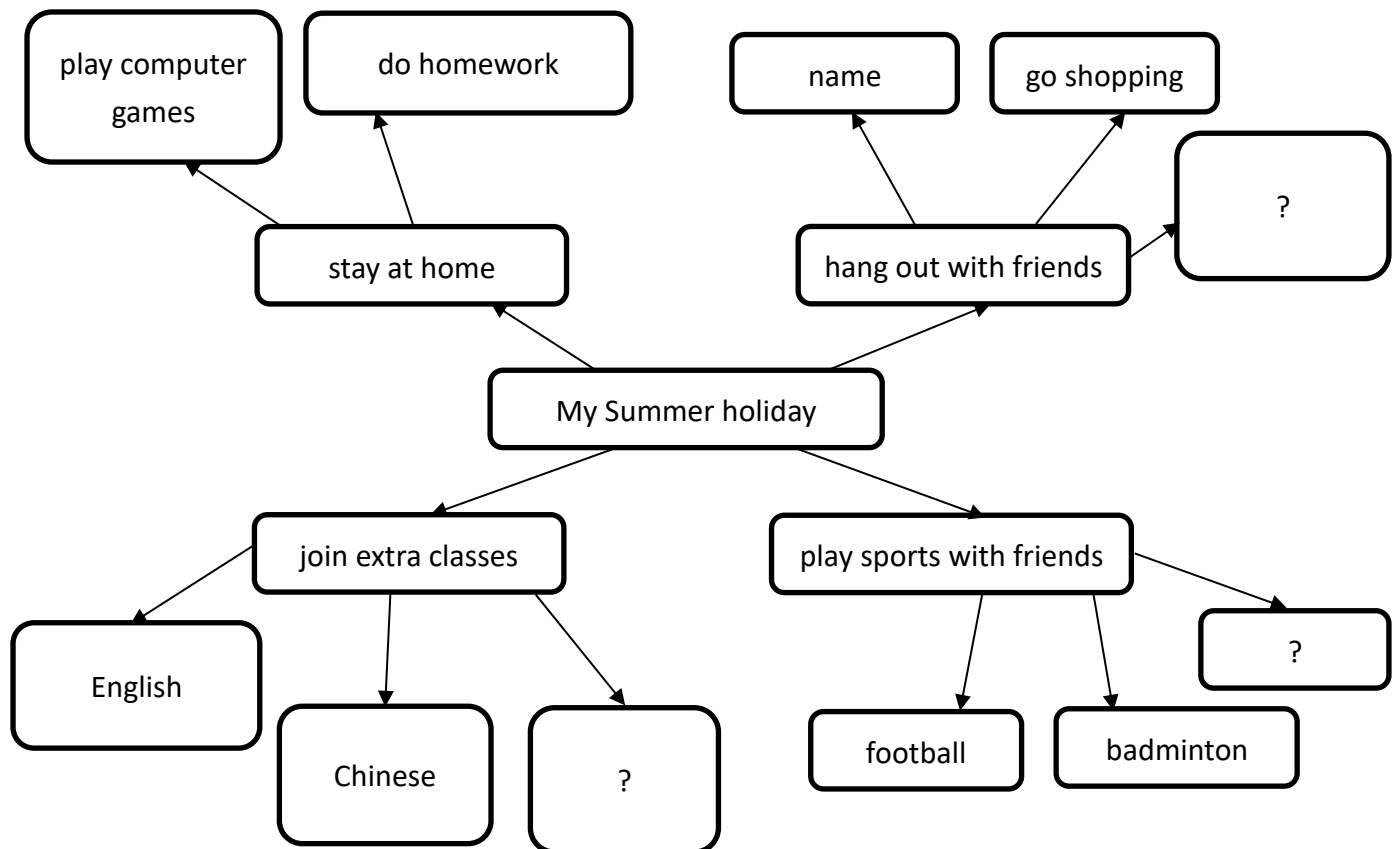 play computer
games
do homework
name
go shopping
?
stay at home
hang out with friends
My Summer holiday
join extra classes
play sports with friends
English
Chinese
?
football
badminton
?